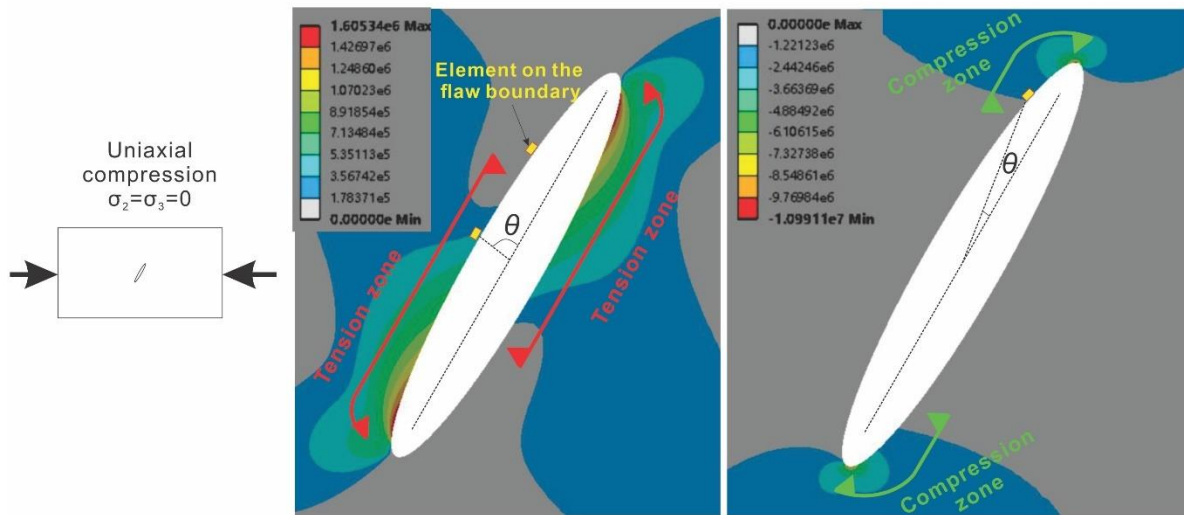 Uniaxial
compression
σ₂=σ₃=0
1.60534e6 Max
1.42697e6
1.24860e6
1.07023e6
8.91854e5
7.13484e5
5.35113e5
3.56742e5
1.78371e5
0.00000e Min
Element on the
flaw boundary
Tension zone
θ
Tension zone
0.00000e Max
-1.22123e6
-2.44246e6
-3.66369e6
-4.88492e6
-6.10615e6
-7.32738e6
-8.54861e6
-9.76984e6
-1.09911e7 Min
Compression
zone
θ
Compression
zone